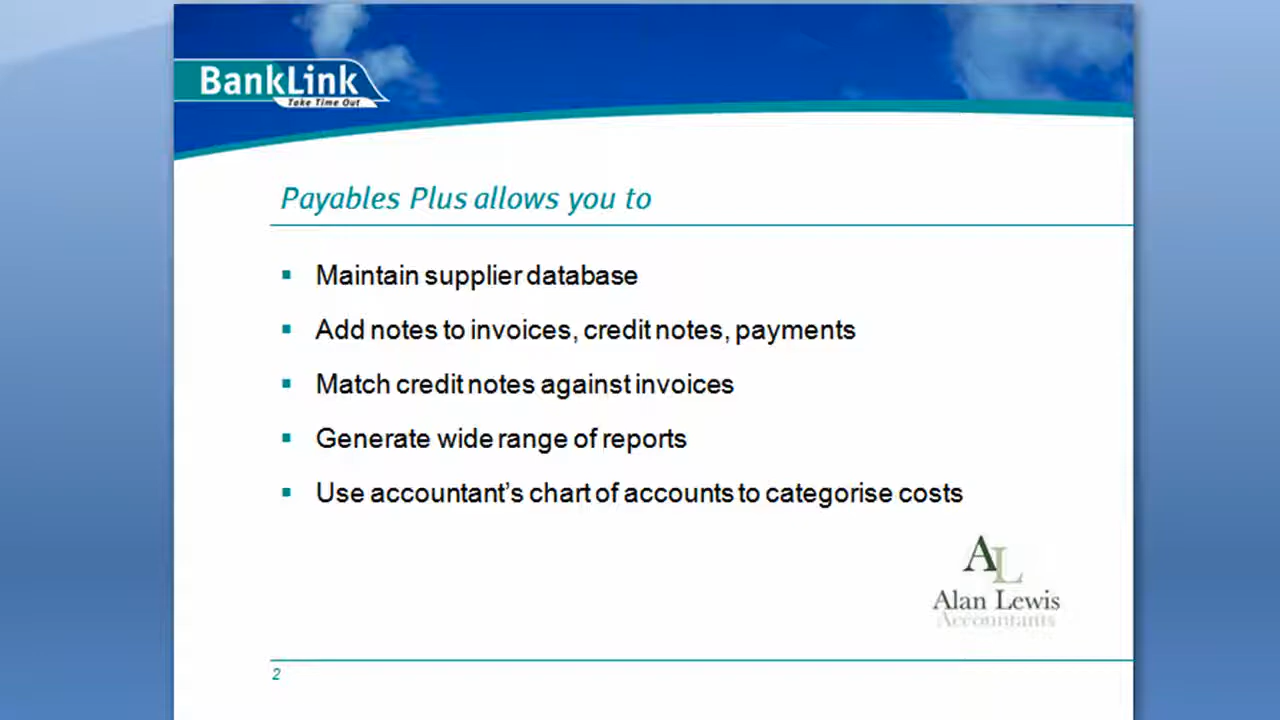 BankLink
Take Time Out
Payables Plus allows you to
Maintain supplier database
Add notes to invoices, credit notes, payments
Match credit notes against invoices
Generate wide range of reports
Use accountant's chart of accounts to categorise costs
AL
Alan Lewis
Accountants
2